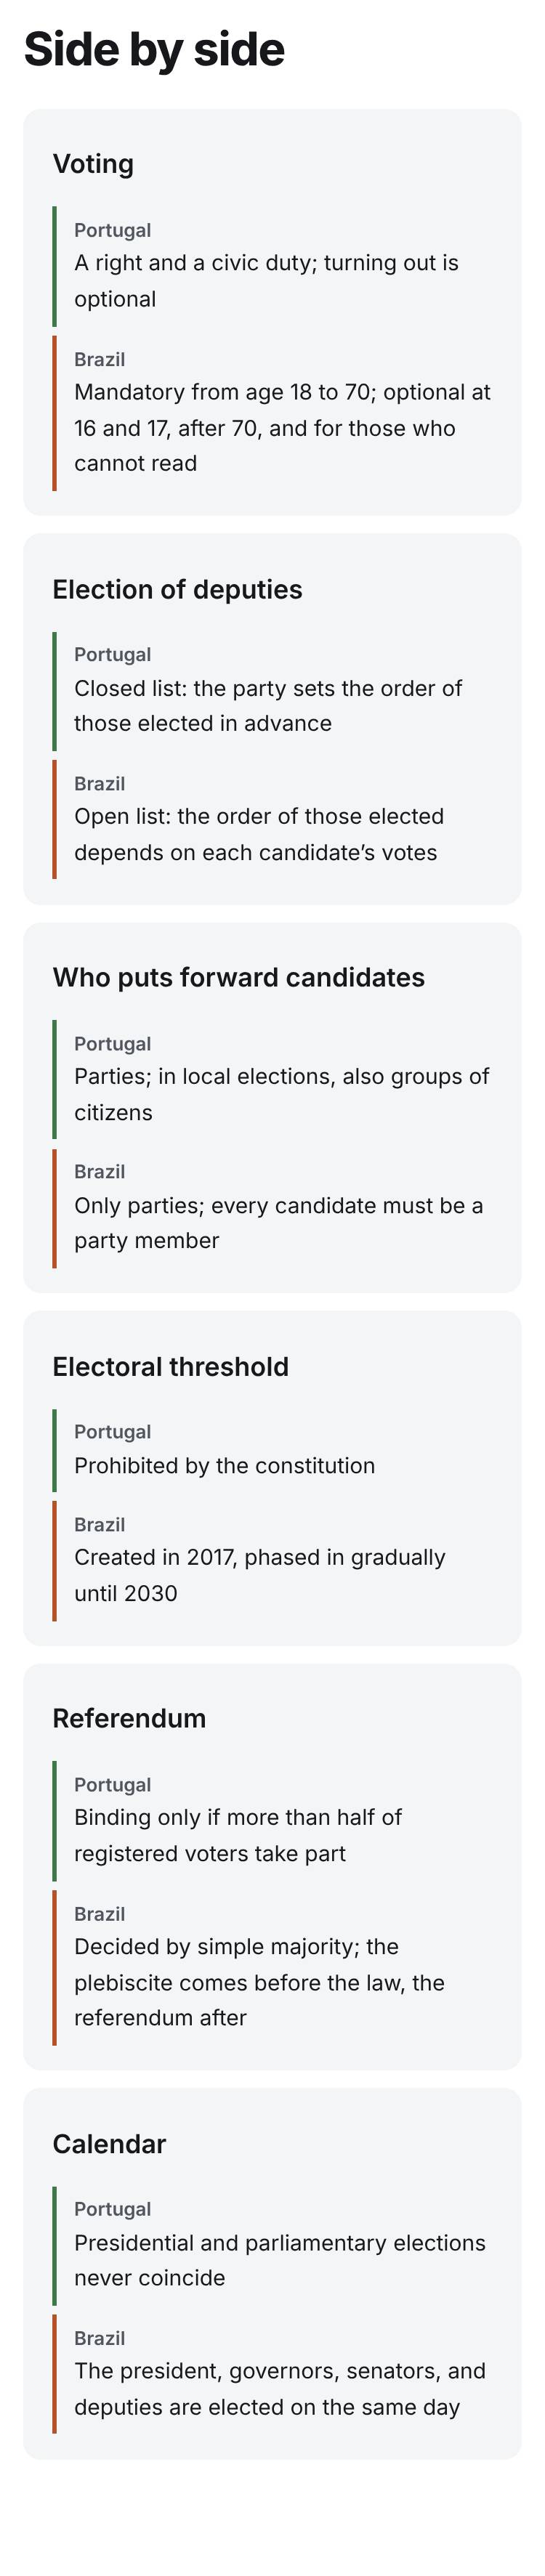 Side by side
Voting
Portugal
A right and a civic duty; turning out is
optional
Brazil
Mandatory from age 18 to 70; optional at
16 and 17, after 70, and for those who
cannot read
Election of deputies
Portugal
Closed list: the party sets the order of
those elected in advance
Brazil
Open list: the order of those elected
depends on each candidate’s votes
Who puts forward candidates
Portugal
Parties; in local elections, also groups of
citizens
Brazil
Only parties; every candidate must be a
party member
Electoral threshold
Portugal
Prohibited by the constitution
Brazil
Created in 2017, phased in gradually
until 2030
Referendum
Portugal
Binding only if more than half of
registered voters take part
Brazil
Decided by simple majority; the
plebiscite comes before the law, the
referendum after
Calendar
Portugal
Presidential and parliamentary elections
never coincide
Brazil
The president, governors, senators, and
deputies are elected on the same day